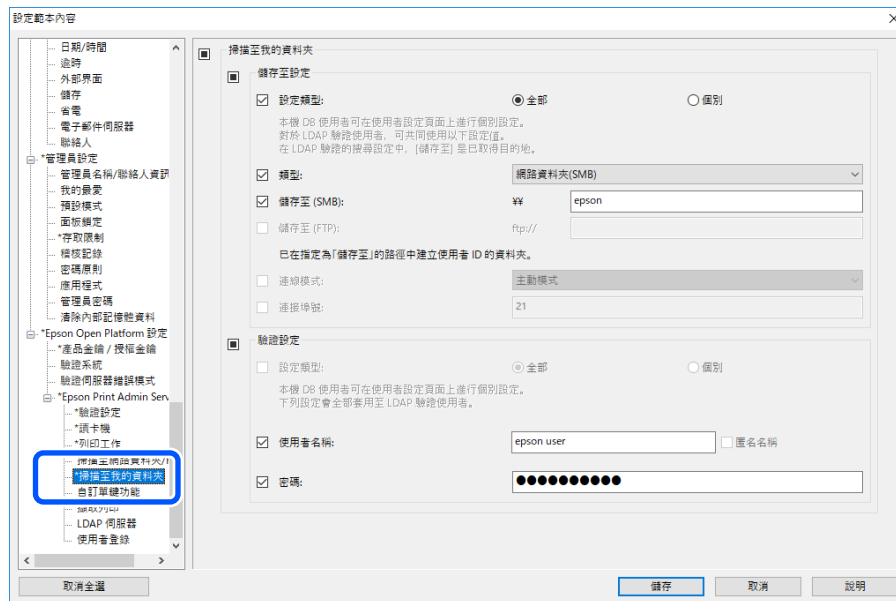 設定範本內容
日期/時間
逾時
外部界面
儲存
省電
電子郵件伺服器
聯絡人
*管理員設定
管理員名稱/聯絡人資訊
我的最愛
預設模式
面板鎖定
*存取限制
稽核記錄
密碼原則
應用程式
管理員密碼
清除內部記憶體資料
*Epson Open Platform 設定
*產品金鑰 / 授權金鑰
驗證系統
驗證伺服器錯誤模式
*Epson Print Admin Serv
*驗證設定
*讀卡機
*列印工作
掃描至網路資料夾/
*掃描至我的資料夾
自訂單鍵功能
擷取列印
LDAP 伺服器
使用者登錄
取消全選
掃描至我的資料夾
儲存至設定
設定類型:
全部
個別
本機 DB 使用者可在使用者設定頁面上進行個別設定。
對於 LDAP 驗證使用者，可共同使用以下設定值。
在 LDAP 驗證的搜尋設定中，[儲存至] 是已取得目的地。
類型:
網路資料夾(SMB)
儲存至 (SMB):
¥¥
epson
儲存至 (FTP):
ftp://
已在指定為「儲存至」的路徑中建立使用者 ID 的資料夾。
連線模式:
主動模式
連接埠號:
21
驗證設定
設定類型:
全部
個別
本機 DB 使用者可在使用者設定頁面上進行個別設定。
下列設定會全部套用至 LDAP 驗證使用者。
使用者名稱:
epson user
匿名名稱
密碼:
●●●●●●●●●●
儲存
取消
說明